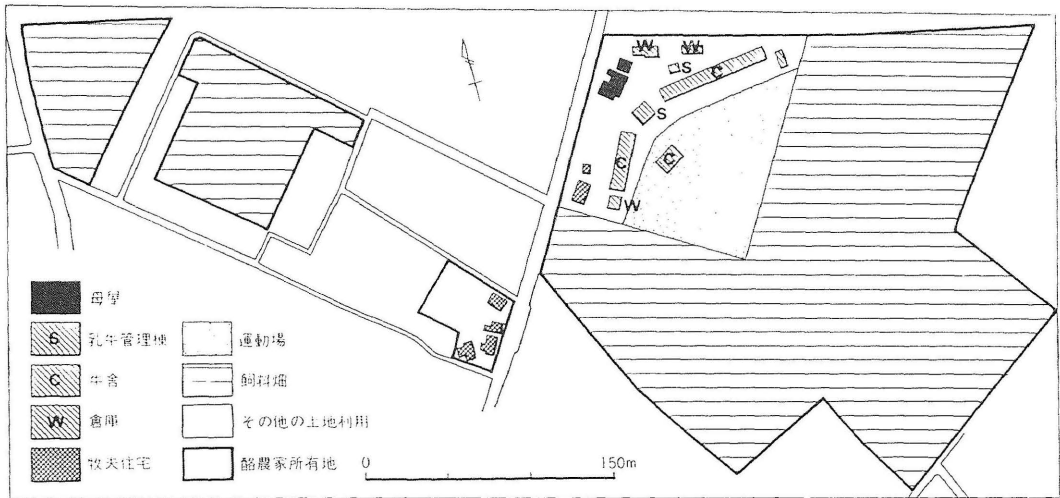 W W
S C
S
C C
W
母屋
S 乳牛管理棟 運動場
C 牛舎 飼料畑
W 倉庫 その他の土地利用
牧夫住宅 酪農家所有地
0 150m